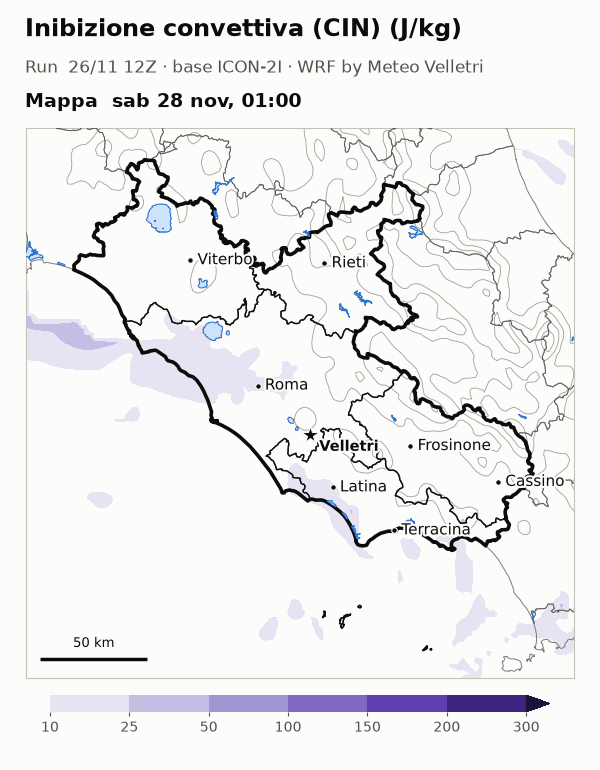 Inibizione convettiva (CIN) (J/kg)
Run  26/11 12Z · base ICON-2I · WRF by Meteo Velletri
Mappa  sab 28 nov, 01:00
Viterbo
Rieti
Roma
Velletri
Frosinone
Latina
Cassino
Terracina
50 km
10 25 50 100 150 200 300